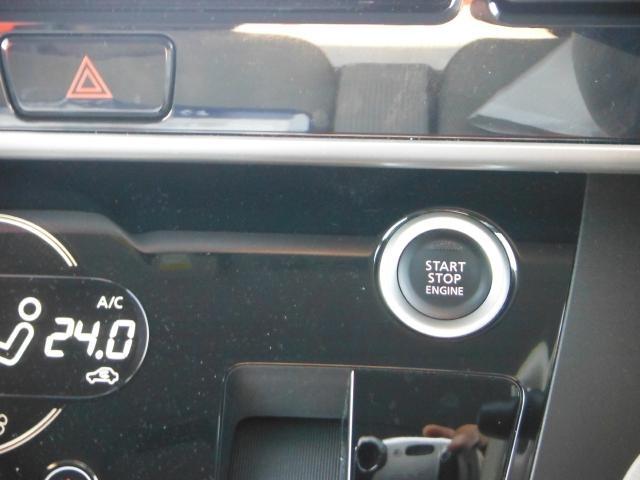 A/C
24.0
START
STOP
ENGINE